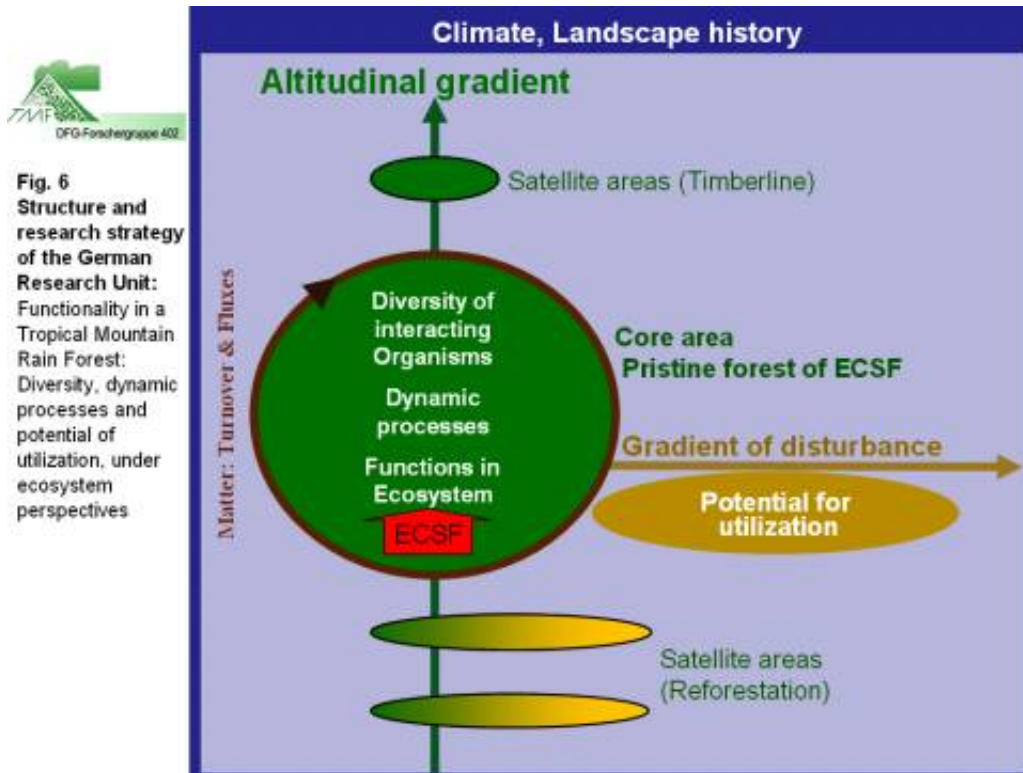 Climate, Landscape history
TMF
DFG-Forschergruppe 402
Fig. 6
Structure and
research strategy
of the German
Research Unit:
Functionality in a
Tropical Mountain
Rain Forest:
Diversity, dynamic
processes and
potential of
utilization, under
ecosystem
perspectives
Altitudinal gradient
Satellite areas (Timberline)
Matter: Turnover & Fluxes
Diversity of
interacting
Organisms
Dynamic
processes
Functions in
Ecosystem
ECSF
Core area
Pristine forest of ECSF
Gradient of disturbance
Potential for
utilization
Satellite areas
(Reforestation)